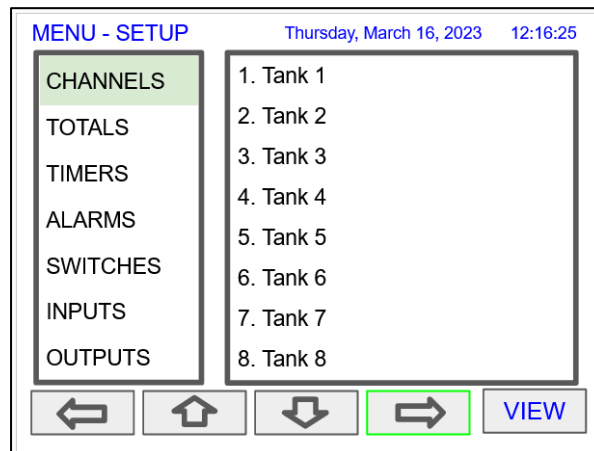 MENU - SETUP Thursday, March 16, 2023 12:16:25
CHANNELS
TOTALS
TIMERS
ALARMS
SWITCHES
INPUTS
OUTPUTS
1. Tank 1
2. Tank 2
3. Tank 3
4. Tank 4
5. Tank 5
6. Tank 6
7. Tank 7
8. Tank 8
VIEW